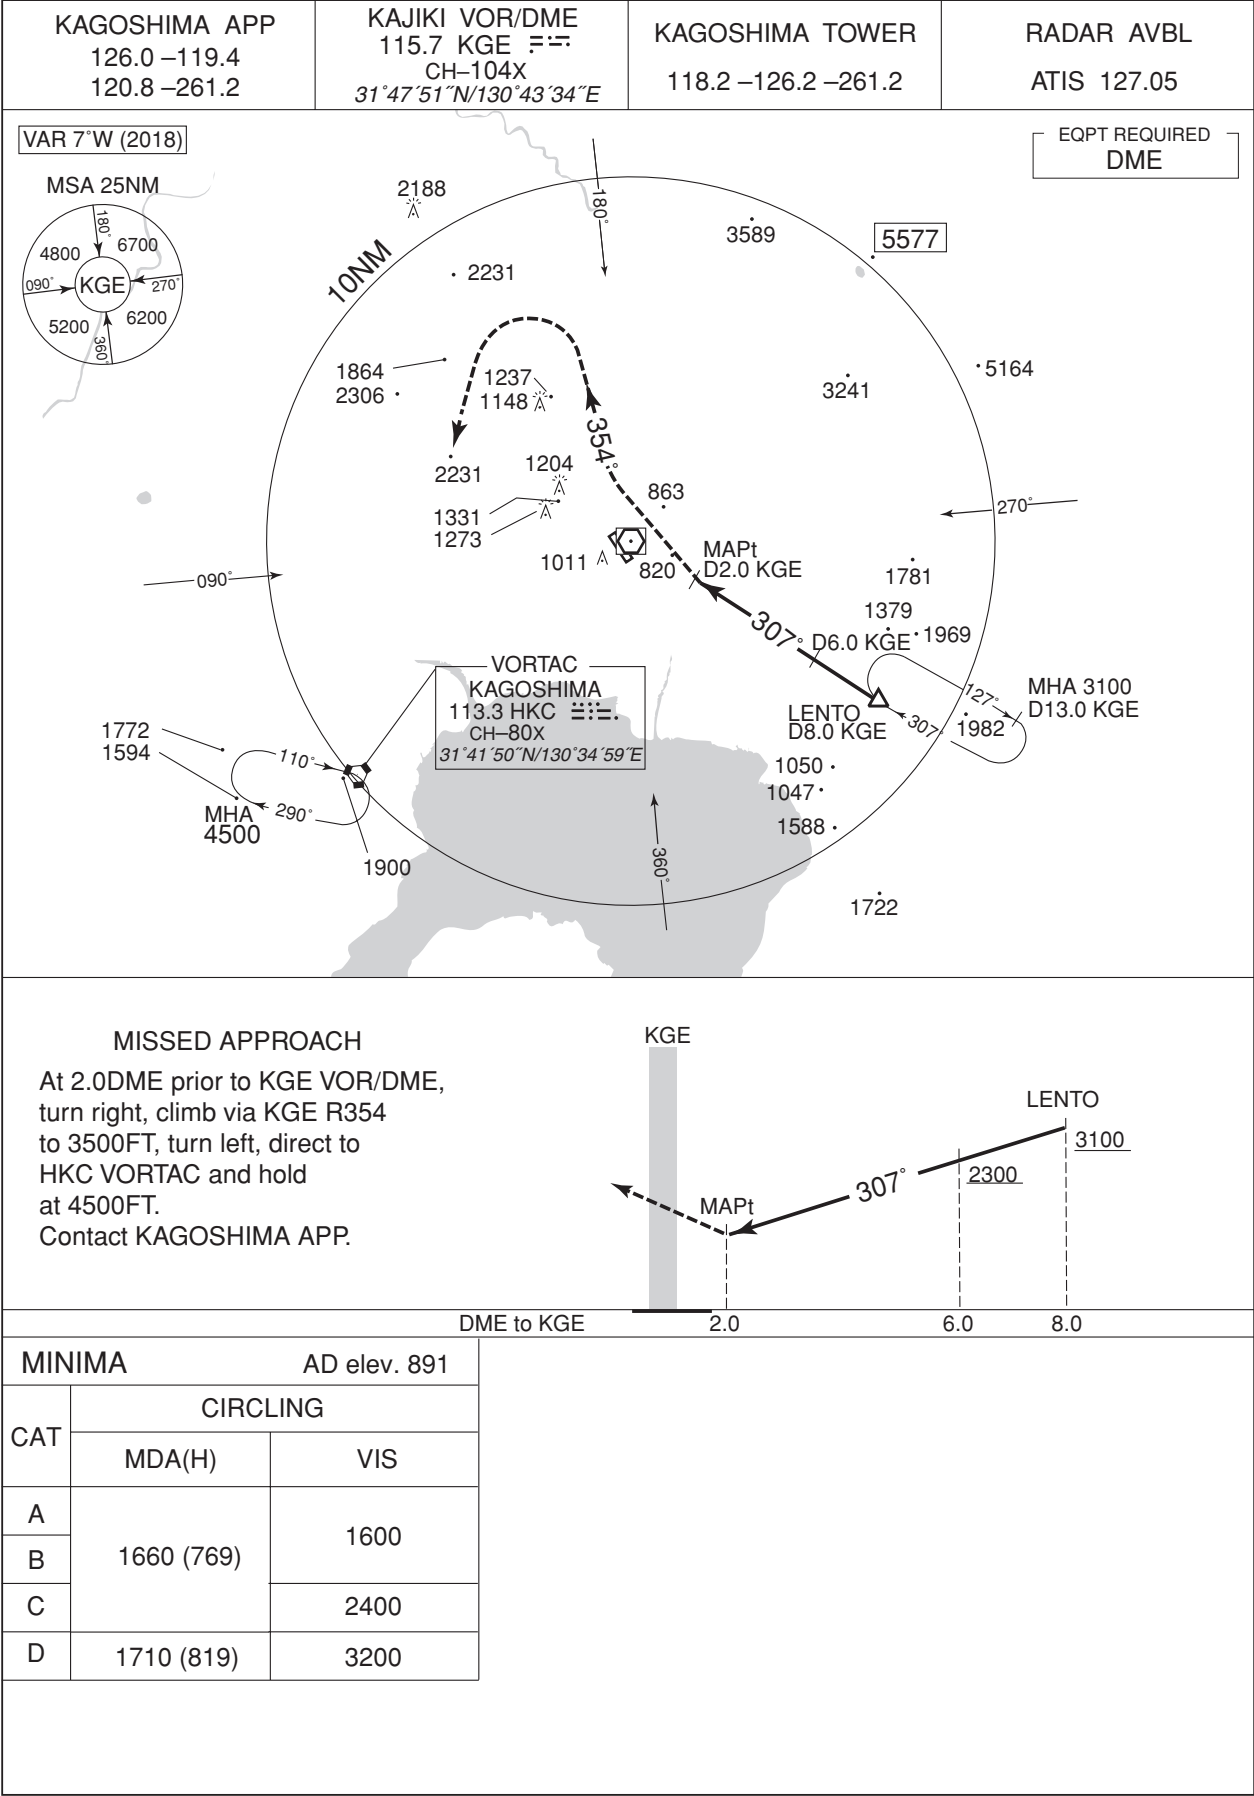 KAGOSHIMA APP
126.0 –119.4
120.8 –261.2
KAJIKI VOR/DME
115.7 KGE
CH–104X
31˚47´51˝N/130˚43´34˝E
KAGOSHIMA TOWER
118.2 –126.2 –261.2
RADAR AVBL
ATIS 127.05
VAR 7˚W (2018)
EQPT REQUIRED
DME
MSA 25NM
180˚
4800
6700
090˚
KGE
270˚
5200
6200
360˚
2188
10NM
180˚
3589
5577
2231
1864
2306
1237
1148
354˚
3241
5164
2231
1204
1331
1273
863
270˚
1011
820
MAPt
D2.0 KGE
1781
090˚
1379
1969
307˚
D6.0 KGE
VORTAC
KAGOSHIMA
113.3 HKC
CH–80X
31˚41´50˝N/130˚34´59˝E
LENTO
D8.0 KGE
127˚
307˚
1982
MHA 3100
D13.0 KGE
1772
1594
110˚
290˚
MHA
4500
1900
1050
1047
1588
360˚
1722
MISSED APPROACH
At 2.0DME prior to KGE VOR/DME,
turn right, climb via KGE R354
to 3500FT, turn left, direct to
HKC VORTAC and hold
at 4500FT.
Contact KAGOSHIMA APP.
KGE
LENTO
3100
2300
307˚
MAPt
DME to KGE
2.0
6.0
8.0
MINIMA AD elev. 891
CAT
CIRCLING
MDA(H)
VIS
A
B
C
D
1660 (769)
1600
2400
1710 (819)
3200